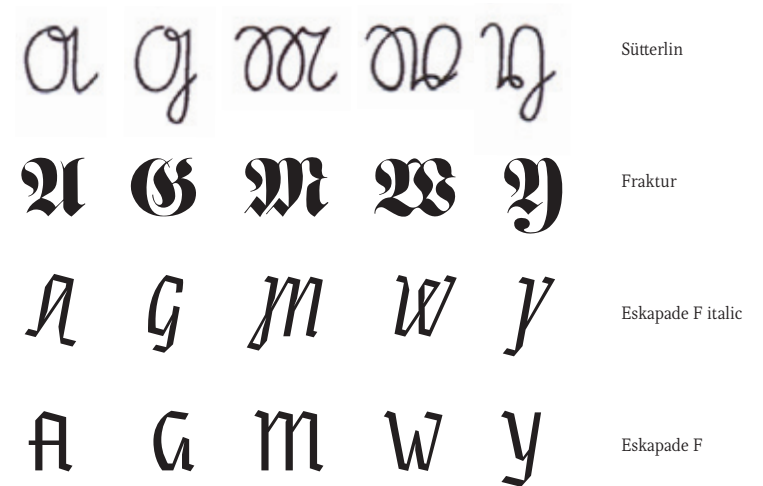 A G M W Y Sütterlin
A G M W Y Fraktur
A G M W Y Eskapade F italic
A G M W Y Eskapade F